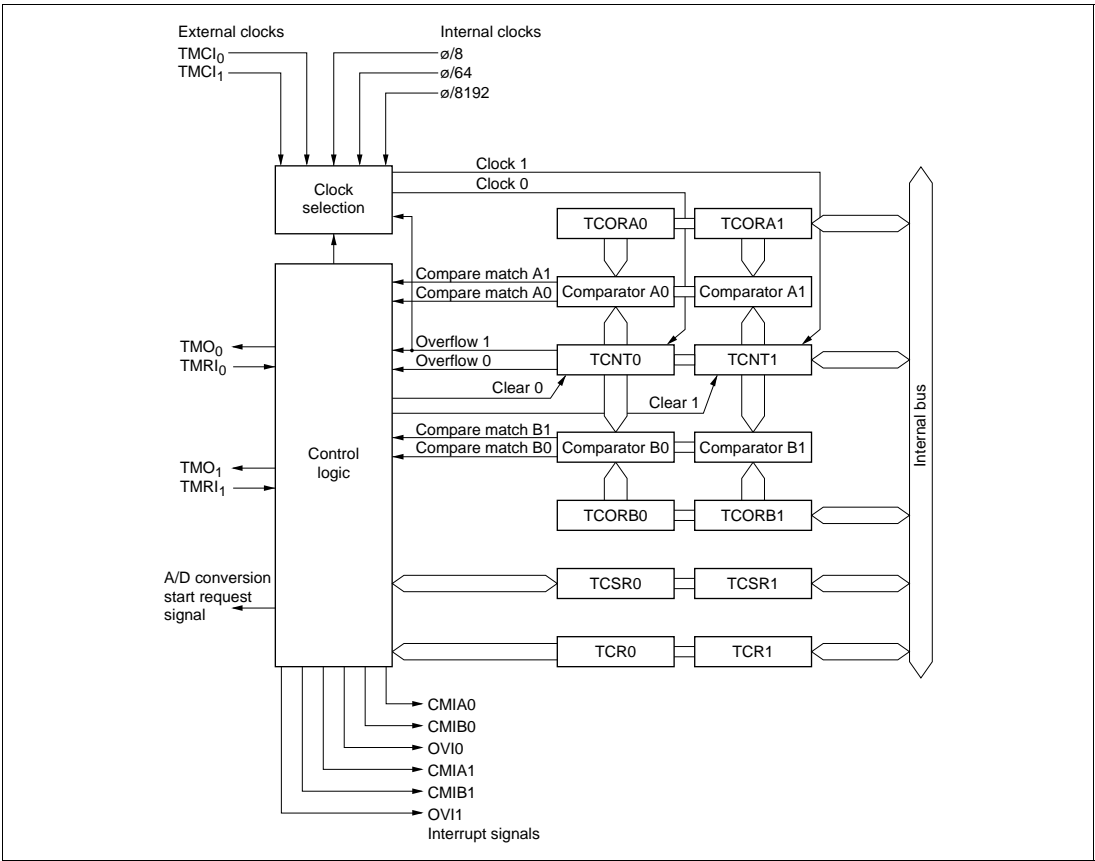 External clocks
TMCI₀
TMCI₁
Internal clocks
ø/8
ø/64
ø/8192
Clock 1
Clock 0
Clock
selection
TCORA0
TCORA1
Compare match A1
Compare match A0
Comparator A0
Comparator A1
TMO₀
TMRI₀
Overflow 1
Overflow 0
TCNT0
TCNT1
Clear 0
Clear 1
Internal bus
Compare match B1
Compare match B0
Comparator B0
Comparator B1
Control
logic
TMO₁
TMRI₁
TCORB0
TCORB1
A/D conversion
start request
signal
TCSR0
TCSR1
TCR0
TCR1
CMIA0
CMIB0
OVI0
CMIA1
CMIB1
OVI1
Interrupt signals